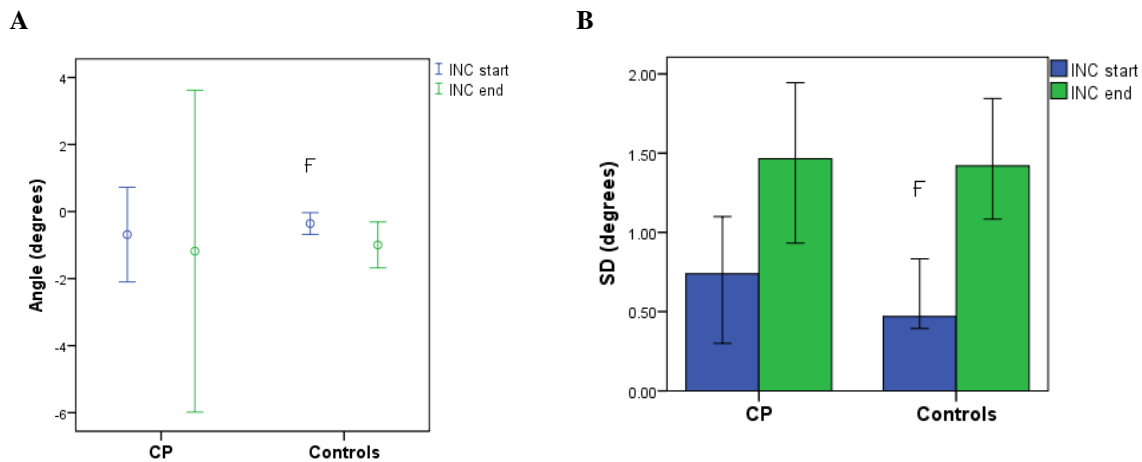 A
Angle (degrees)
4
2
0
-2
-4
-6
CP
Controls
F
INC start
INC end
B
SD (degrees)
2.00
1.50
1.00
0.50
0.00
CP
Controls
F
INC start
INC end